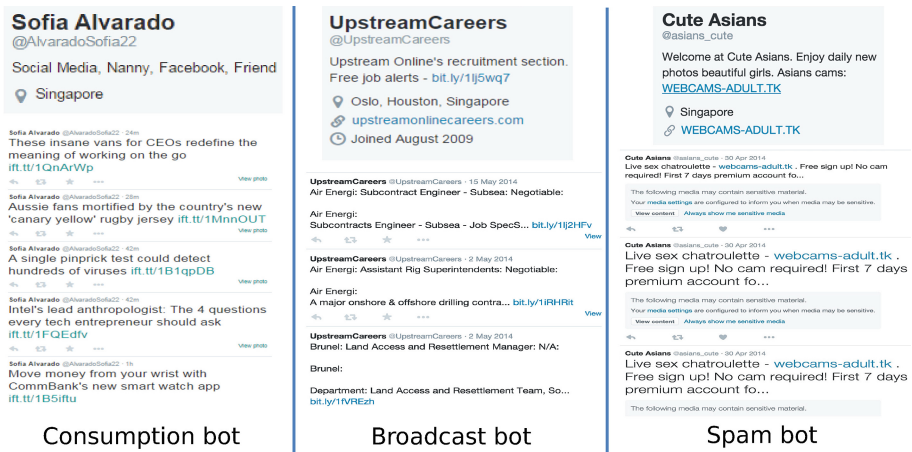 Sofia Alvarado
@AlvaradoSofia22
Social Media, Nanny, Facebook, Friend
Singapore
Sofia Alvarado @AlvaradoSofia22 · 24m
These insane vans for CEOs redefine the
meaning of working on the go
ift.tt/1QnArWp
View photo
Sofia Alvarado @AlvaradoSofia22 · 28m
Aussie fans mortified by the country's new
'canary yellow' rugby jersey ift.tt/1MnnOUT
View photo
Sofia Alvarado @AlvaradoSofia22 · 42m
A single pinprick test could detect
hundreds of viruses ift.tt/1B1qpDB
View photo
Sofia Alvarado @AlvaradoSofia22 · 42m
Intel's lead anthropologist: The 4 questions
every tech entrepreneur should ask
ift.tt/1FQEdfv
View photo
Sofia Alvarado @AlvaradoSofia22 · 1h
Move money from your wrist with
CommBank's new smart watch app
ift.tt/1B5iftu
Consumption bot
UpstreamCareers
@UpstreamCareers
Upstream Online's recruitment section.
Free job alerts - bit.ly/1lj5wq7
Oslo, Houston, Singapore
upstreamonlinecareers.com
Joined August 2009
UpstreamCareers @UpstreamCareers · 15 May 2014
Air Energi: Subcontract Engineer - Subsea: Negotiable:
Air Energi:
Subcontracts Engineer - Subsea - Job SpecS... bit.ly/1lj2HFv
View
UpstreamCareers @UpstreamCareers · 2 May 2014
Air Energi: Assistant Rig Superintendents: Negotiable:
Air Energi:
A major onshore & offshore drilling contra... bit.ly/1iRHRit
View
UpstreamCareers @UpstreamCareers · 2 May 2014
Brunel: Land Access and Resettlement Manager: N/A:
Brunel:
Department: Land Access and Resettlement Team, So...
bit.ly/1fVREzh
Broadcast bot
Cute Asians
@asians_cute
Welcome at Cute Asians. Enjoy daily new
photos beautiful girls. Asians cams:
WEBCAMS-ADULT.TK
Singapore
WEBCAMS-ADULT.TK
Cute Asians @asians_cute · 30 Apr 2014
Live sex chatroulette - webcams-adult.tk . Free sign up! No cam
required! First 7 days premium account fo...
The following media may contain sensitive material.
Your media settings are configured to inform you when media may be sensitive.
View content Always show me sensitive media
Cute Asians @asians_cute · 30 Apr 2014
Live sex chatroulette - webcams-adult.tk .
Free sign up! No cam required! First 7 days
premium account fo...
The following media may contain sensitive material.
Your media settings are configured to inform you when media may be sensitive.
View content Always show me sensitive media
Cute Asians @asians_cute · 30 Apr 2014
Live sex chatroulette - webcams-adult.tk .
Free sign up! No cam required! First 7 days
premium account fo...
The following media may contain sensitive material.
Spam bot